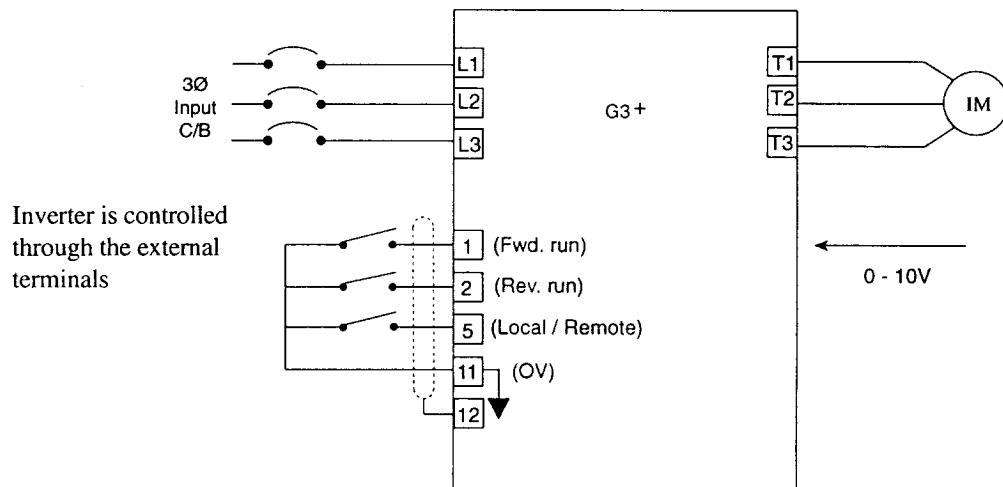 3Ø
Input
C/B
L1
L2
L3
G3+
T1
T2
T3
IM
Inverter is controlled
through the external
terminals
1 (Fwd. run)
2 (Rev. run)
5 (Local / Remote)
11 (OV)
12
0 - 10V